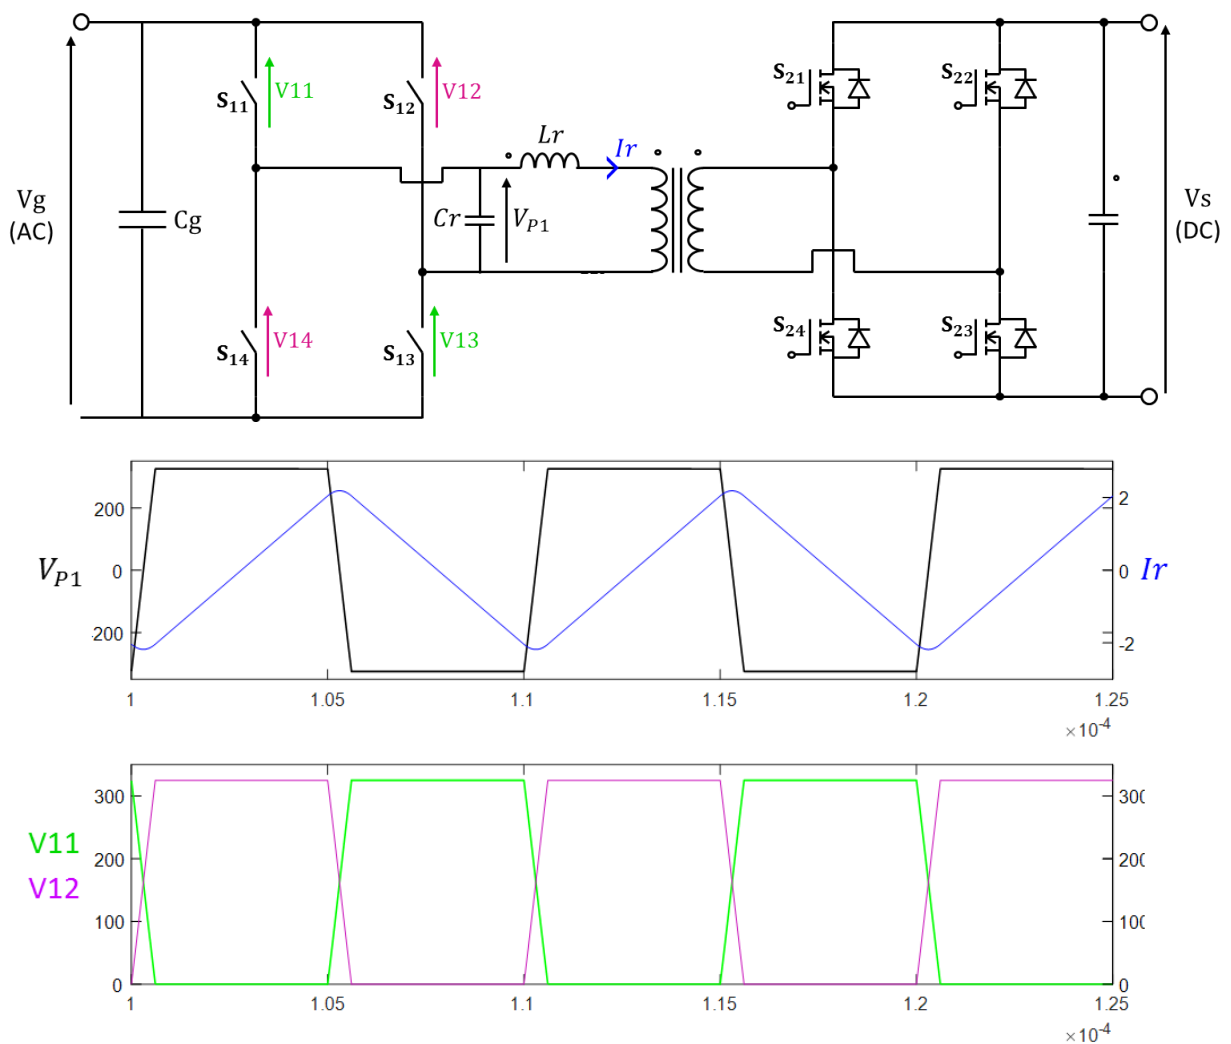 S₂₁
S₂₂
V11
V12
S₁₁
S₁₂
Lr
Ir
Vg
(AC)
Cg
Cr
V_P1
Vs
(DC)
S₂₄
S₂₃
V14
V13
S₁₄
S₁₃
200
2
V_P1
0
0
Ir
200
-2
1
1.05
1.1
1.15
1.2
1.25
×10⁻⁴
300
300
V11
200
200
V12
100
100
0
0
1
1.05
1.1
1.15
1.2
1.25
×10⁻⁴